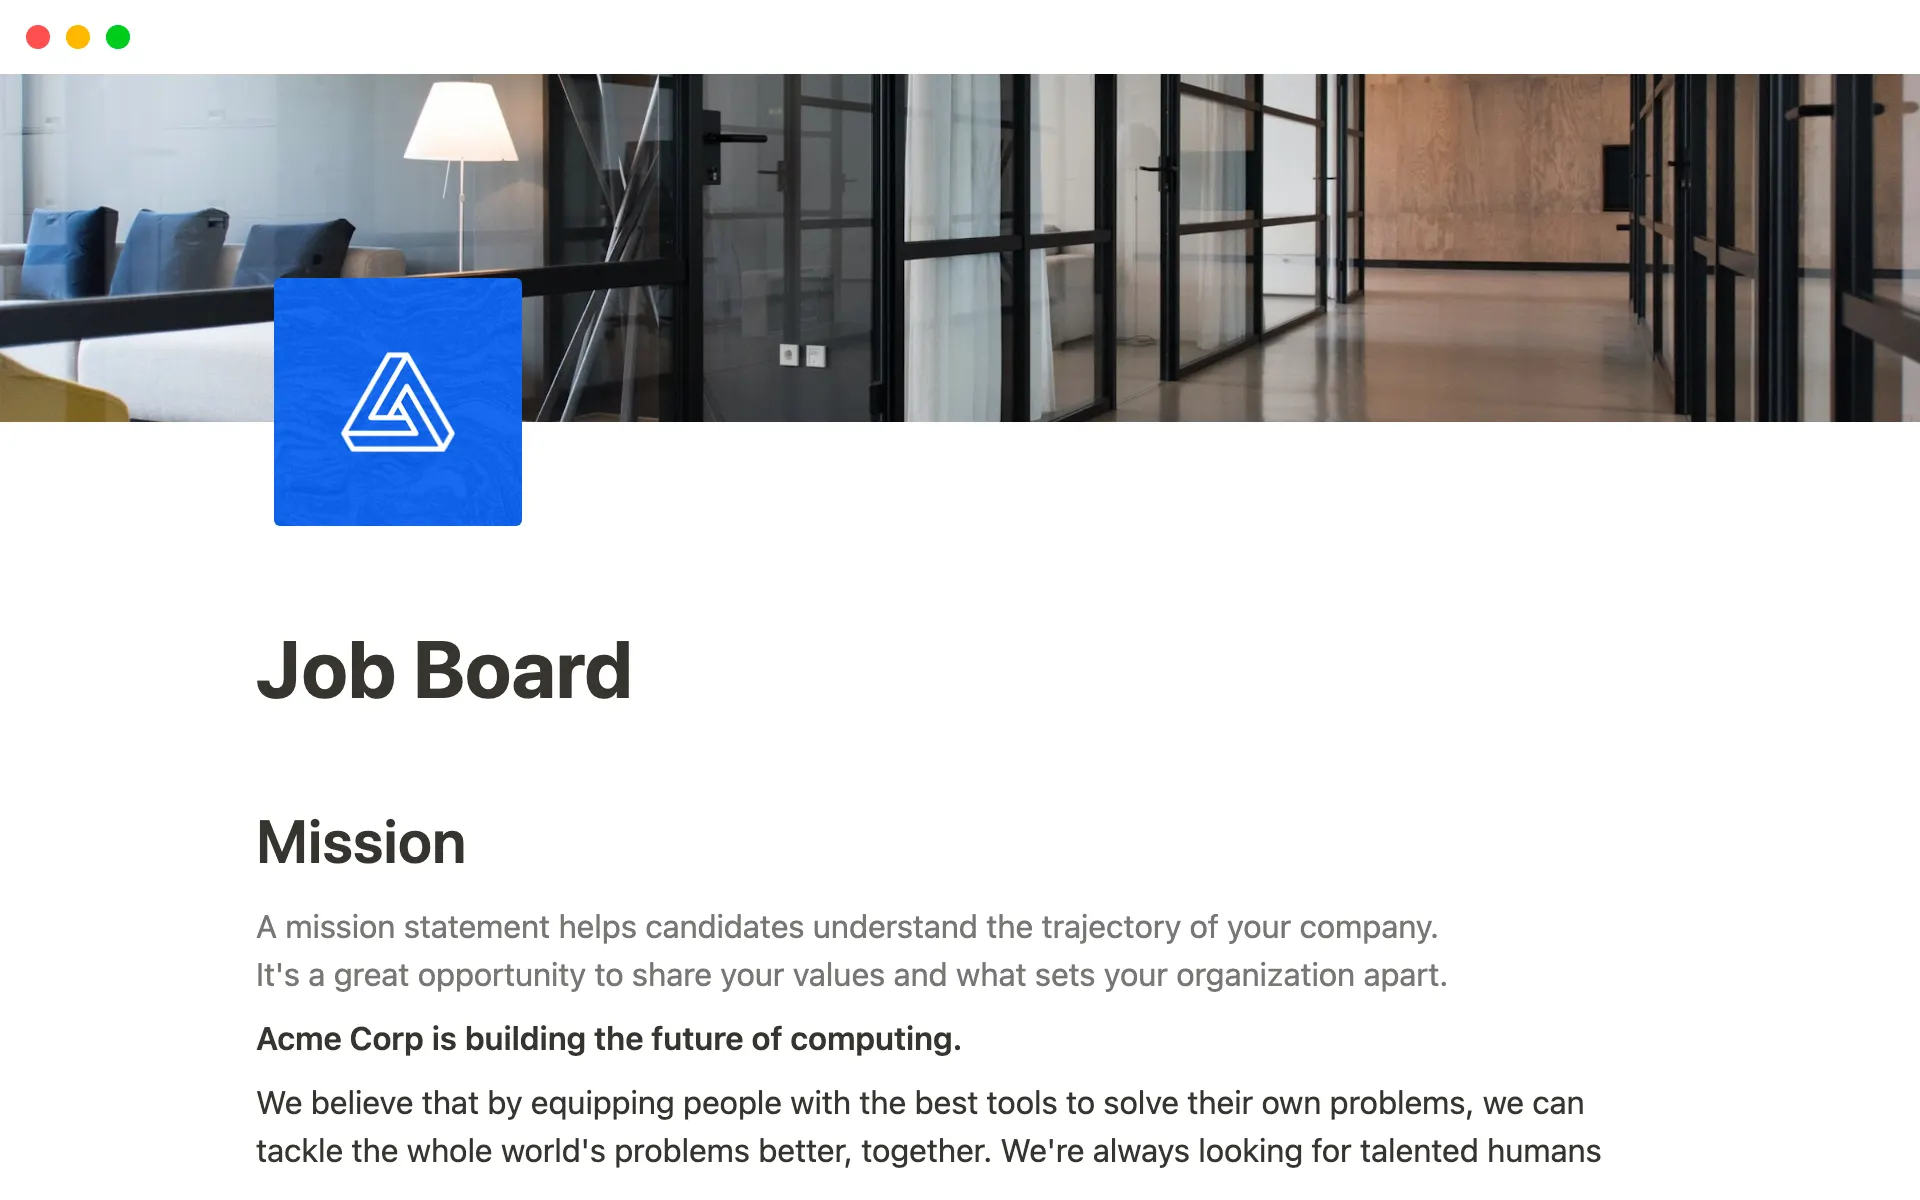 Job Board
Mission
A mission statement helps candidates understand the trajectory of your company.
It's a great opportunity to share your values and what sets your organization apart.
Acme Corp is building the future of computing.
We believe that by equipping people with the best tools to solve their own problems, we can
tackle the whole world's problems better, together. We're always looking for talented humans